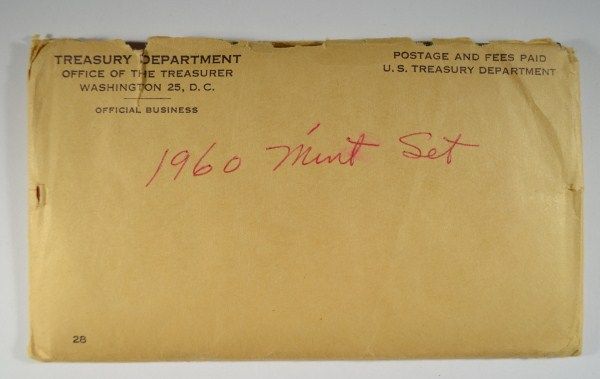 TREASURY DEPARTMENT
OFFICE OF THE TREASURER
WASHINGTON 25, D. C.
OFFICIAL BUSINESS
POSTAGE AND FEES PAID
U. S. TREASURY DEPARTMENT
1960 Mint Set
28